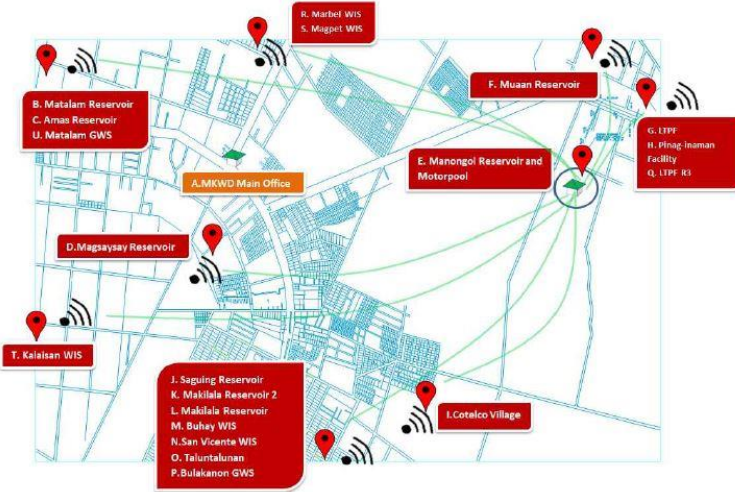 R. Marbel WIS
S. Magpet WIS
F. Muaan Reservoir
B. Matalam Reservoir
C. Amas Reservoir
U. Matalam GWS
G. LTPF
H. Pinag-inaman
Facility
Q. LTPF R3
E. Manongol Reservoir and
Motorpool
A.MKWD Main Office
D.Magsaysay Reservoir
T. Kalaisan WIS
J. Saguing Reservoir
K. Makilala Reservoir 2
L. Makilala Reservoir
M. Buhay WIS
N.San Vicente WIS
O. Taluntalunan
P.Bulakanon GWS
I.Cotelco Village